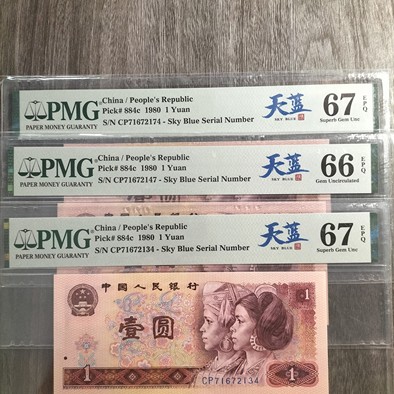 PMG
PAPER MONEY GUARANTY
China / People's Republic
Pick# 884c 1980 1 Yuan
S/N CP71672174 - Sky Blue Serial Number
天蓝
SKY BLUE
67 EPQ
Superb Gem Unc
PMG
PAPER MONEY GUARANTY
China / People's Republic
Pick# 884c 1980 1 Yuan
S/N CP71672147 - Sky Blue Serial Number
天蓝
SKY BLUE
66 EPQ
Gem Uncirculated
PMG
PAPER MONEY GUARANTY
China / People's Republic
Pick# 884c 1980 1 Yuan
S/N CP71672134 - Sky Blue Serial Number
天蓝
SKY BLUE
67 EPQ
Superb Gem Unc
中国人民银行
壹圆
1
1
CP71672134
1